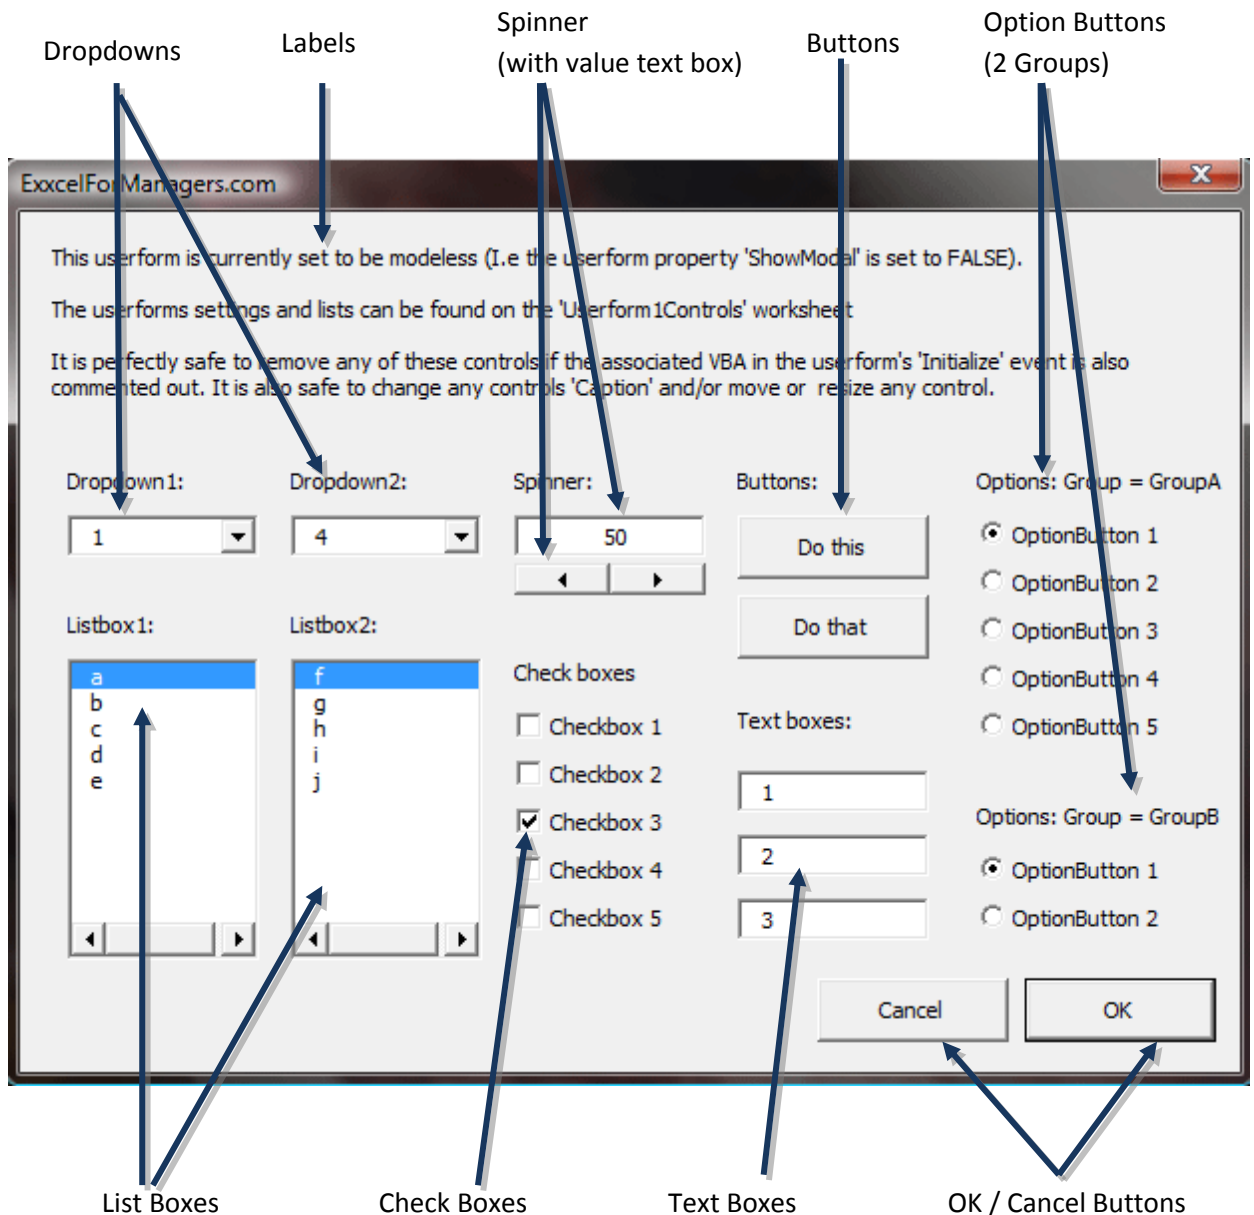 Dropdowns
Labels
Spinner
(with value text box)
Buttons
Option Buttons
(2 Groups)
ExxcelForManagers.com
This userform is currently set to be modeless (I.e the userform property 'ShowModal' is set to FALSE).
The userforms settings and lists can be found on the 'Userform1Controls' worksheet
It is perfectly safe to remove any of these controls if the associated VBA in the userform's 'Initialize' event is also
commented out. It is also safe to change any controls 'Caption' and/or move or resize any control.
Dropdown1:
1
Dropdown2:
4
Spinner:
50
Buttons:
Do this
Do that
Options: Group = GroupA
OptionButton 1
OptionButton 2
OptionButton 3
OptionButton 4
OptionButton 5
Listbox1:
a
b
c
d
e
Listbox2:
f
g
h
i
j
Check boxes
Checkbox 1
Checkbox 2
Checkbox 3
Checkbox 4
Checkbox 5
Text boxes:
1
2
3
Options: Group = GroupB
OptionButton 1
OptionButton 2
Cancel
OK
List Boxes
Check Boxes
Text Boxes
OK / Cancel Buttons